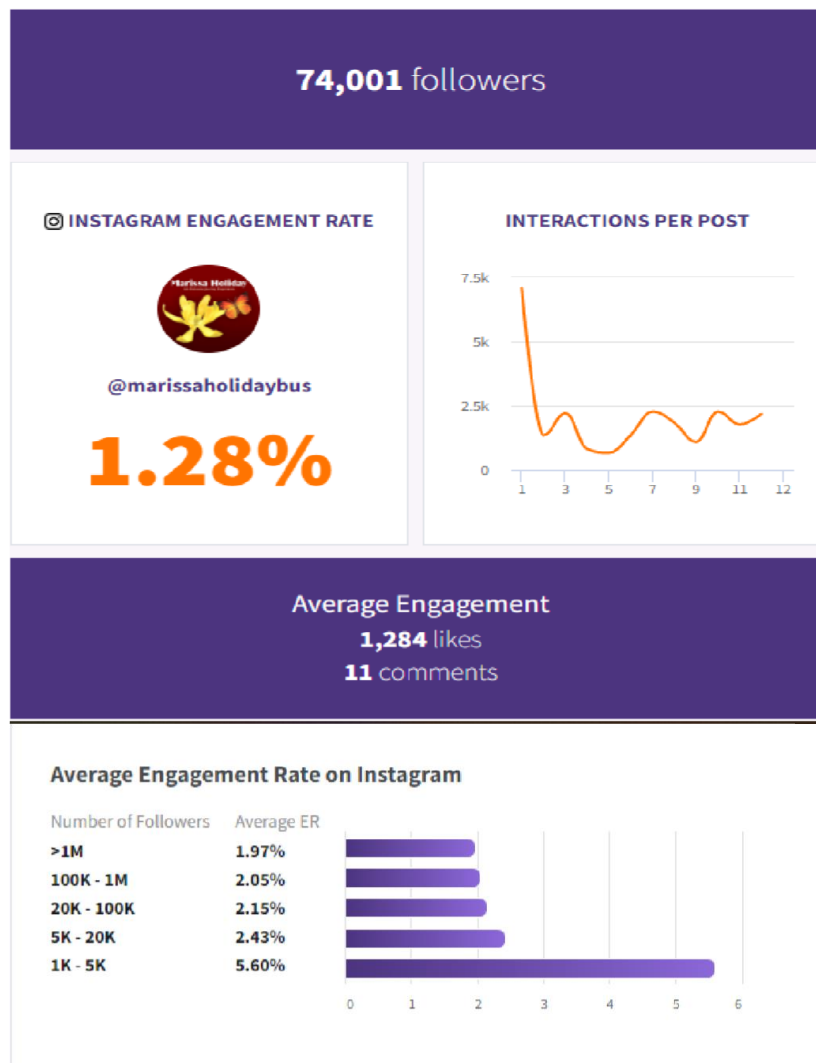 74,001 followers
INSTAGRAM ENGAGEMENT RATE
Marissa Holiday
@marissaholidaybus
1.28%
INTERACTIONS PER POST
7.5k
5k
2.5k
0
1 3 5 7 9 11 12
Average Engagement
1,284 likes
11 comments
Average Engagement Rate on Instagram
Number of Followers Average ER
>1M 1.97%
100K - 1M 2.05%
20K - 100K 2.15%
5K - 20K 2.43%
1K - 5K 5.60%
0 1 2 3 4 5 6